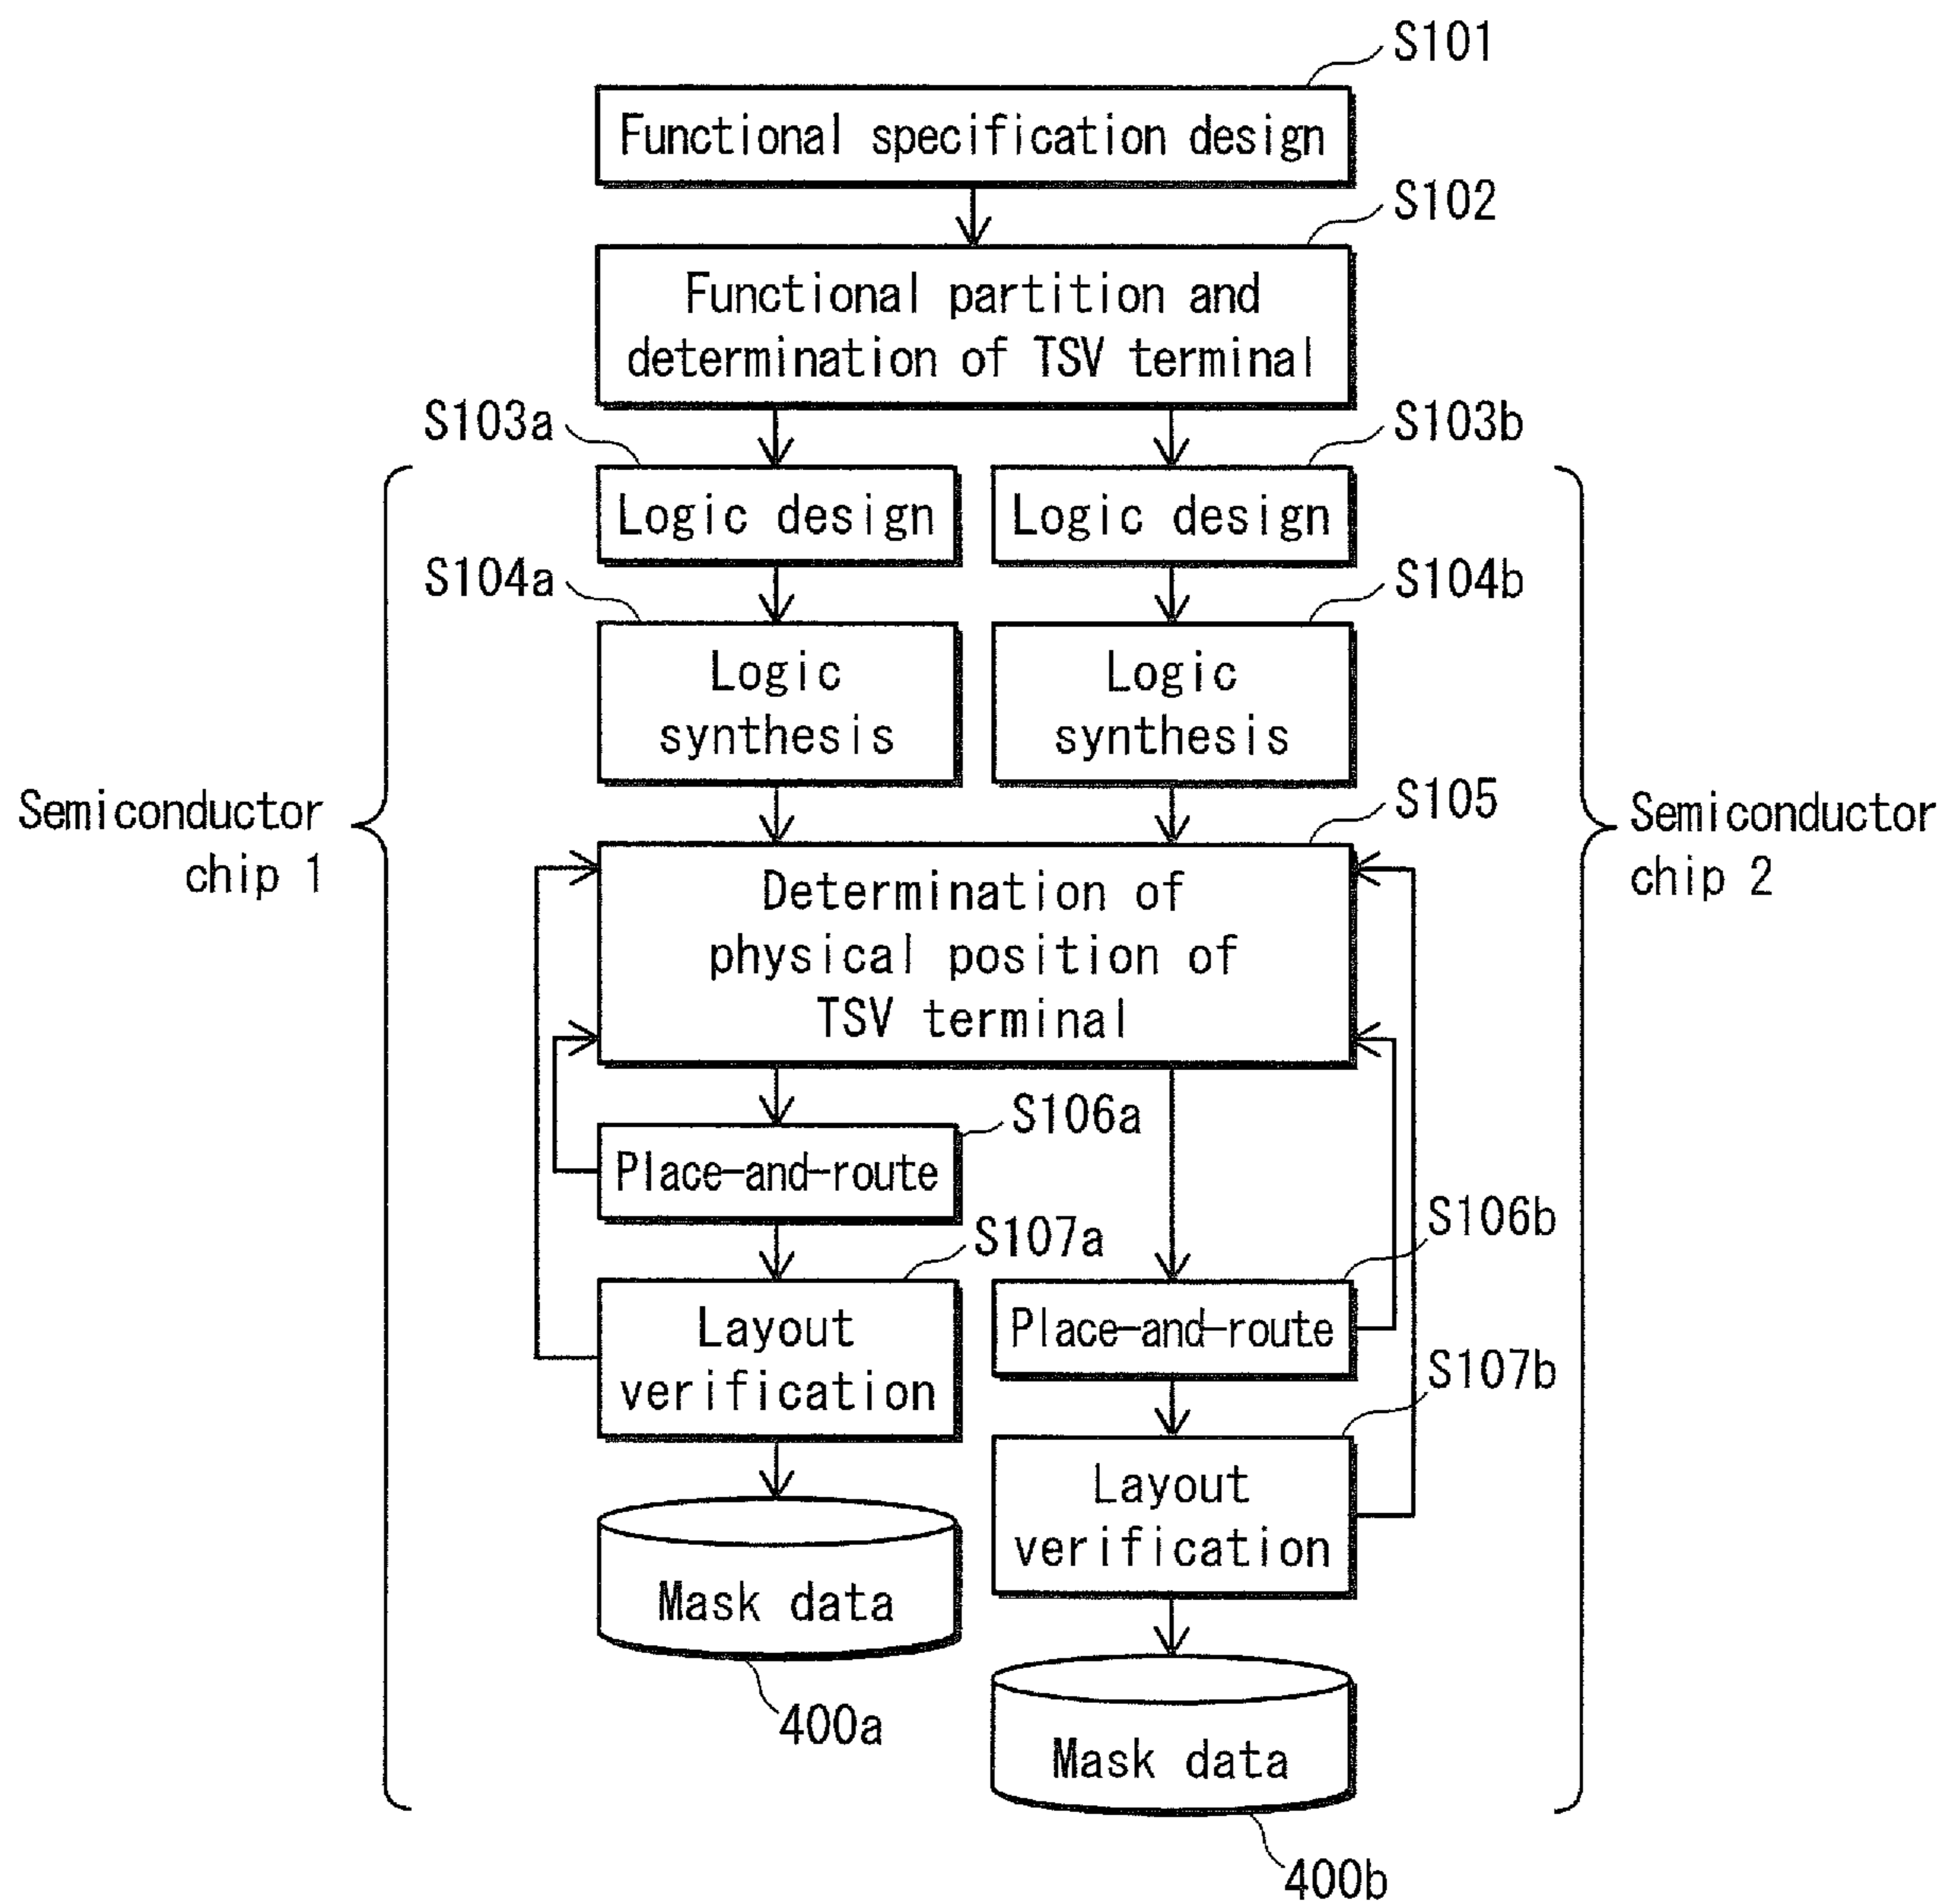 S101
Functional specification design
S102
Functional partition and
determination of TSV terminal
S103a
S103b
Logic design
Logic design
S104a
S104b
Logic
synthesis
Logic
synthesis
S105
Semiconductor
chip 1
Semiconductor
chip 2
Determination of
physical position of
TSV terminal
S106a
Place-and-route
S106b
S107a
Layout
verification
Place-and-route
S107b
Layout
verification
Mask data
400a
Mask data
400b